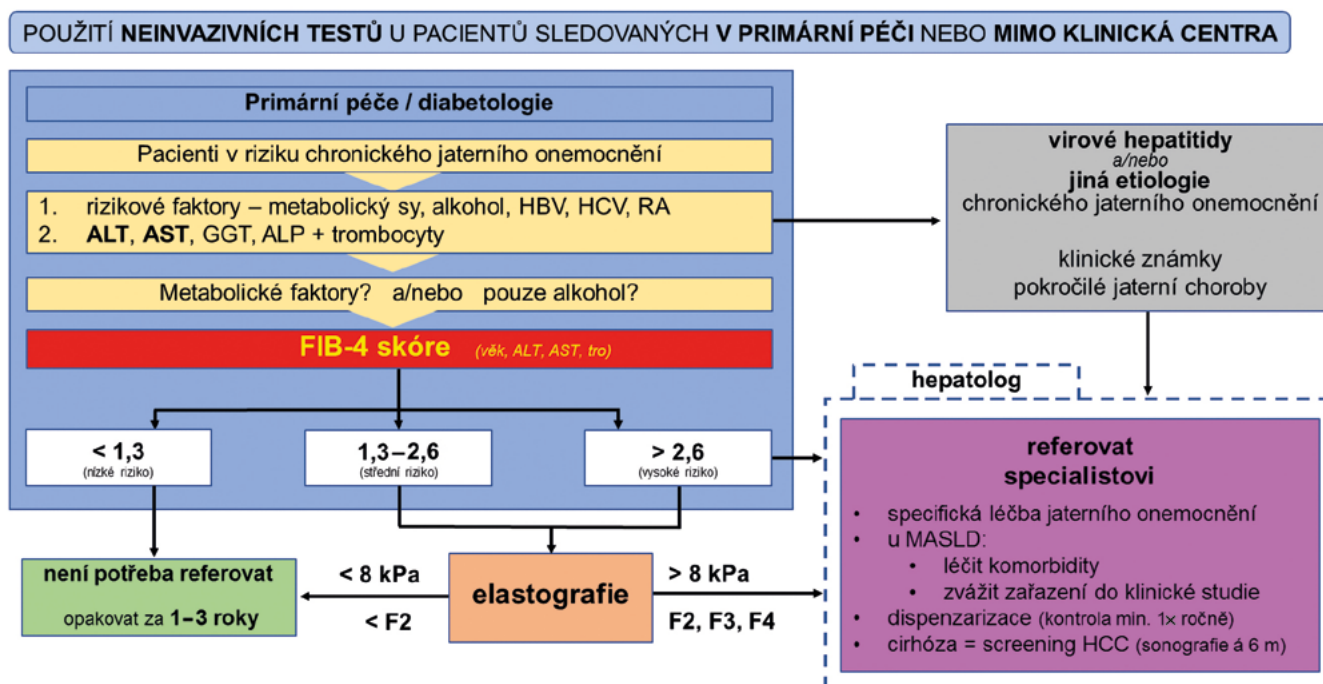 POUŽITÍ NEINVAZIVNÍCH TESTŮ U PACIENTŮ SLEDOVANÝCH V PRIMÁRNÍ PÉČI NEBO MIMO KLINICKÁ CENTRA
Primární péče / diabetologie
Pacienti v riziku chronického jaterního onemocnění
1. rizikové faktory – metabolický sy, alkohol, HBV, HCV, RA
2. ALT, AST, GGT, ALP + trombocyty
Metabolické faktory? a/nebo pouze alkohol?
FIB-4 skóre (věk, ALT, AST, tro)
< 1,3
(nízké riziko)
1,3–2,6
(střední riziko)
> 2,6
(vysoké riziko)
virové hepatitidy
a/nebo
jiná etiologie
chronického jaterního onemocnění
klinické známky
pokročilé jaterní choroby
hepatolog
referovat
specialistovi
• specifická léčba jaterního onemocnění
• u MASLD:
• léčit komorbidity
• zvážit zařazení do klinické studie
• dispenzarizace (kontrola min. 1× ročně)
• cirhóza = screening HCC (sonografie á 6 m)
není potřeba referovat
opakovat za 1–3 roky
< 8 kPa
< F2
elastografie
> 8 kPa
F2, F3, F4